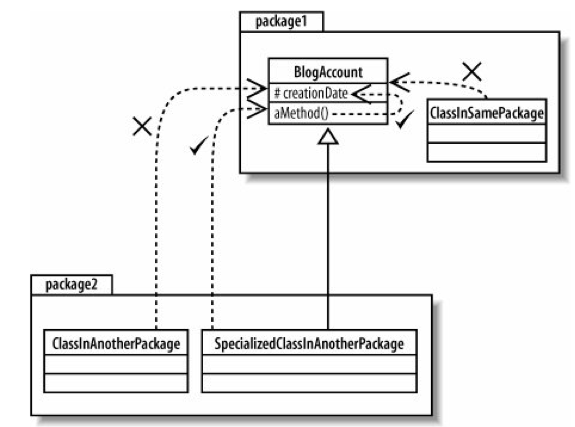 package1
BlogAccount
# creationDate
aMethod()
ClassInSamePackage
package2
ClassInAnotherPackage
SpecializedClassInAnotherPackage